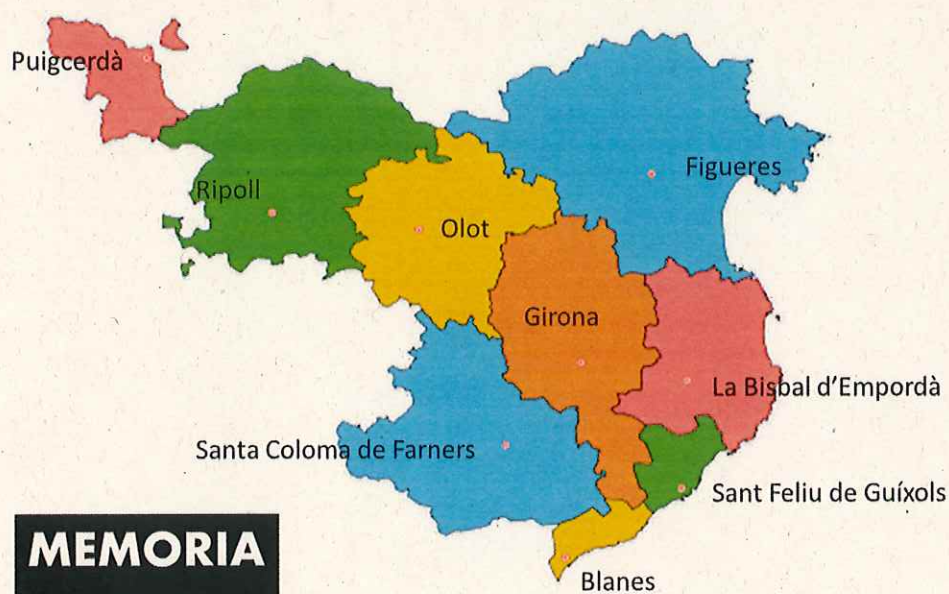 Puigcerdà
Figueres
Ripoll
Olot
Girona
La Bisbal d'Empordà
Santa Coloma de Farners
Sant Feliu de Guíxols
MEMORIA
Blanes